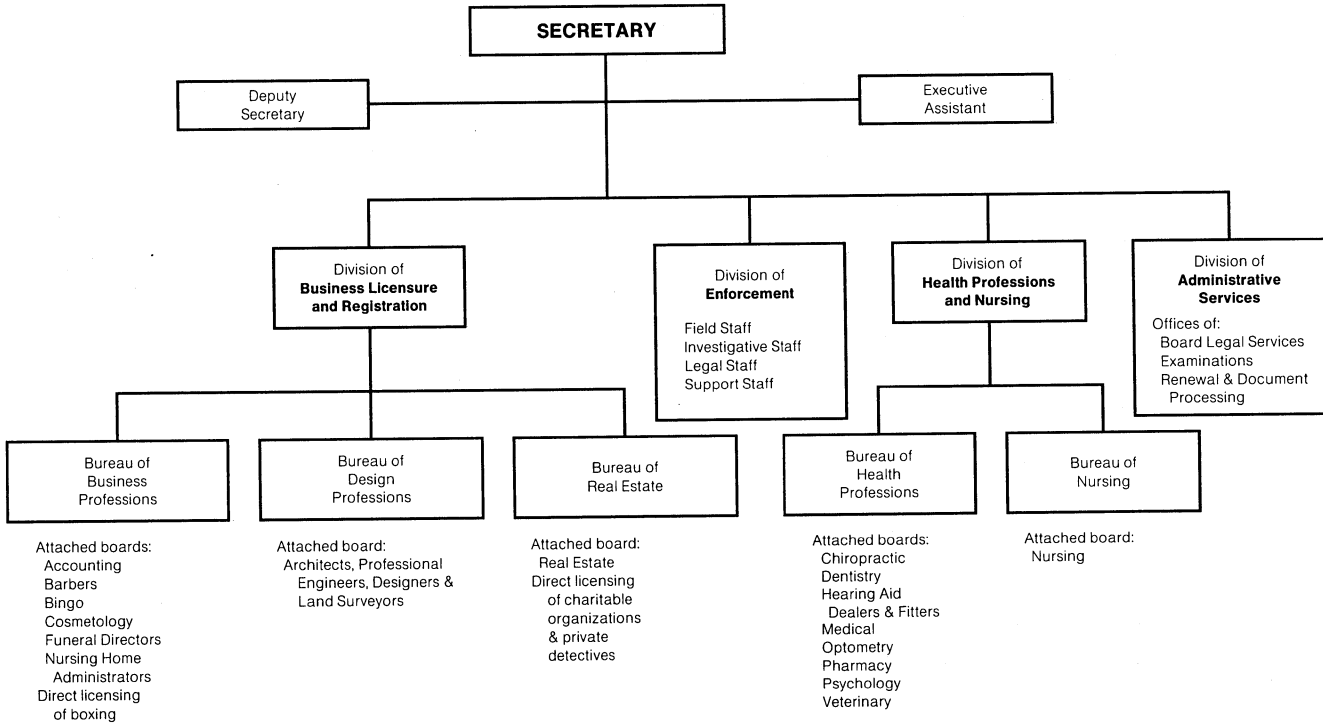 SECRETARY
Deputy
Secretary
Executive
Assistant
Division of
Business Licensure
and Registration
Division of
Enforcement
Field Staff
Investigative Staff
Legal Staff
Support Staff
Division of
Health Professions
and Nursing
Division of
Administrative
Services
Offices of:
Board Legal Services
Examinations
Renewal & Document
Processing
Bureau of
Business
Professions
Attached boards:
Accounting
Barbers
Bingo
Cosmetology
Funeral Directors
Nursing Home
Administrators
Direct licensing
of boxing
Bureau of
Design
Professions
Attached board:
Architects, Professional
Engineers, Designers &
Land Surveyors
Bureau of
Real Estate
Attached board:
Real Estate
Direct licensing
of charitable
organizations
& private
detectives
Bureau of
Health
Professions
Attached boards:
Chiropractic
Dentistry
Hearing Aid
Dealers & Fitters
Medical
Optometry
Pharmacy
Psychology
Veterinary
Bureau of
Nursing
Attached board:
Nursing